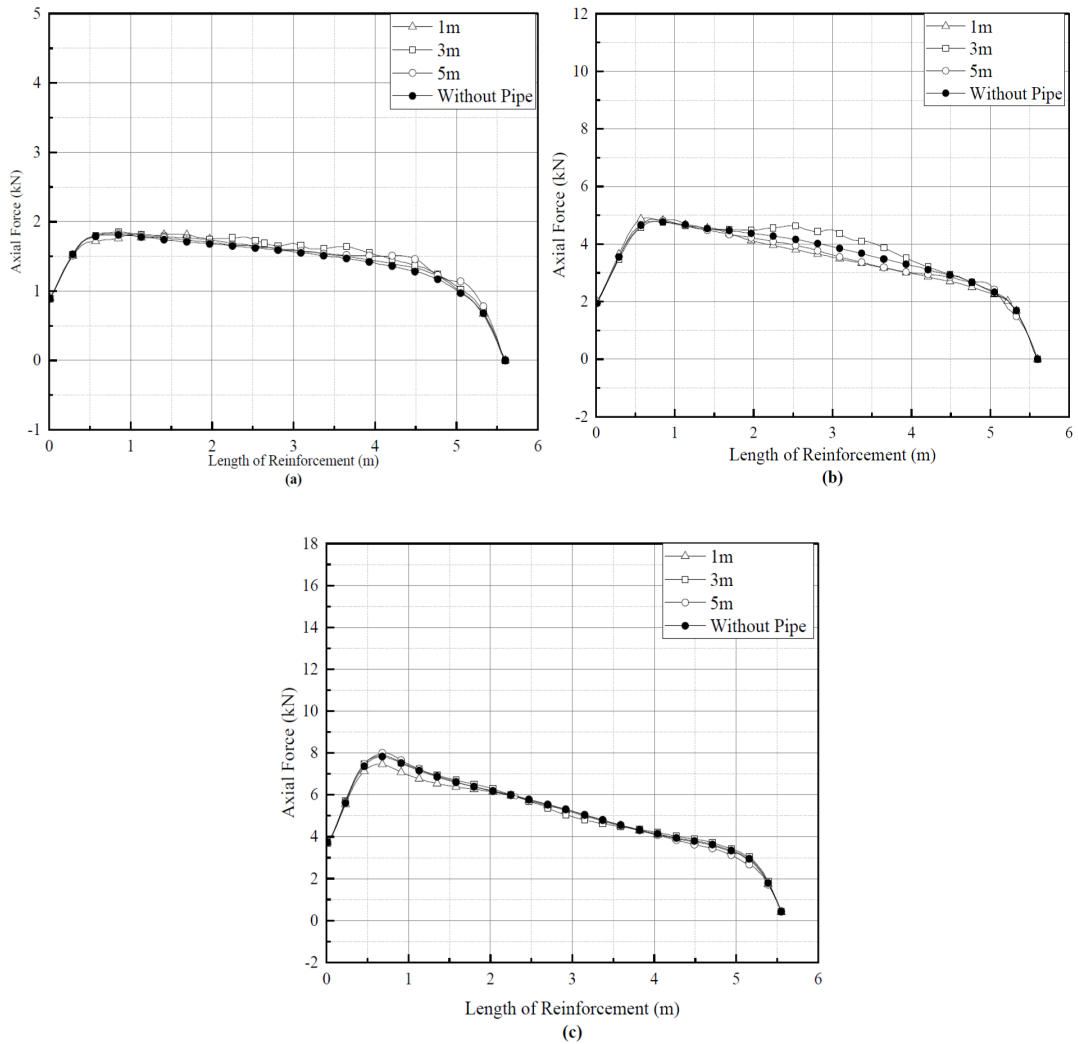 5
4
3
2
1
0
-1
Axial Force (kN)
1m
3m
5m
Without Pipe
0 1 2 3 4 5 6
Length of Reinforcement (m)
(a)
12
10
8
6
4
2
0
-2
Axial Force (kN)
1m
3m
5m
Without Pipe
0 1 2 3 4 5 6
Length of Reinforcement (m)
(b)
18
16
14
12
10
8
6
4
2
0
-2
Axial Force (kN)
1m
3m
5m
Without Pipe
0 1 2 3 4 5 6
Length of Reinforcement (m)
(c)